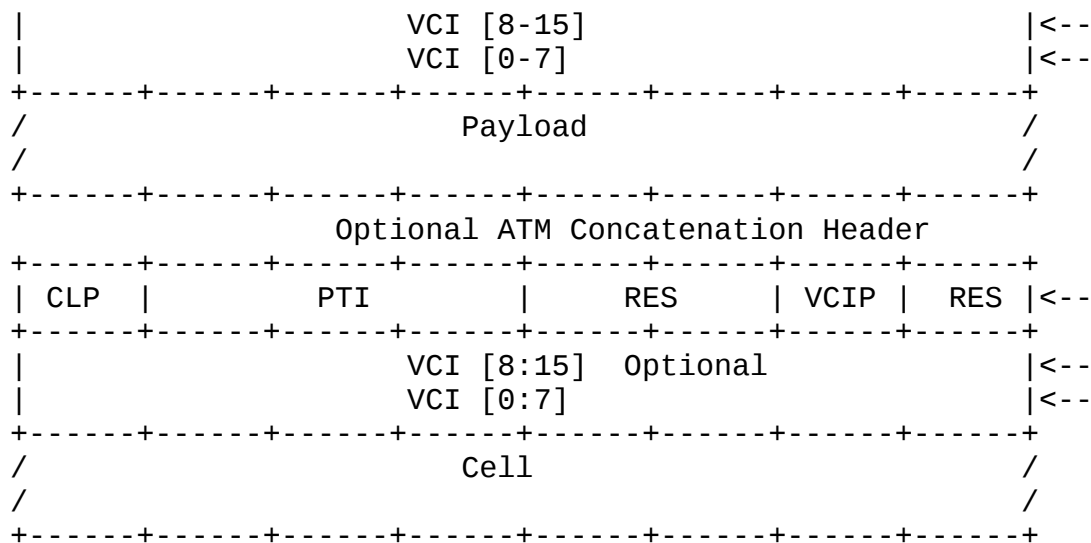 |                       VCI [8-15]                          |<--
|                       VCI [0-7]                           |<--
+------+------+------+------+------+------+------+------+
/                          Payload                          /
/                                                           /
+------+------+------+------+------+------+------+------+
Optional ATM Concatenation Header
+------+------+------+------+------+------+------+------+
| CLP  |         PTI        |     RES     | VCIP |  RES |<--
+------+------+------+------+------+------+------+------+
|                       VCI [8:15]  Optional                |<--
|                       VCI [0:7]                           |<--
+------+------+------+------+------+------+------+------+
/                          Cell                             /
/                                                           /
+------+------+------+------+------+------+------+------+